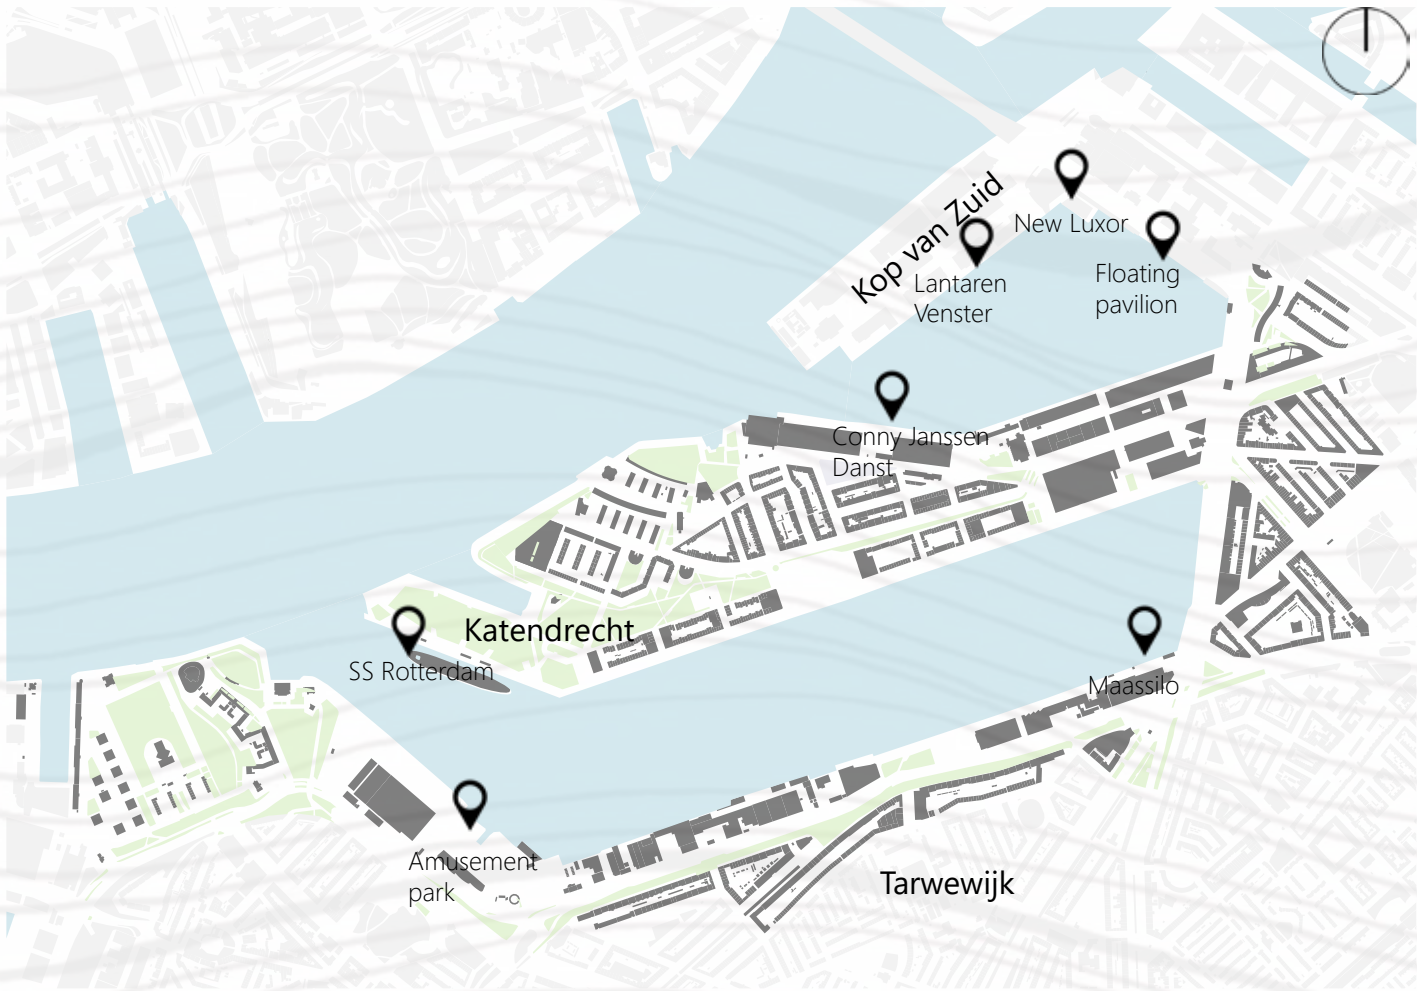 Kop van Zuid
New Luxor
Lantaren
Venster
Floating
pavilion
Conny Janssen
Danst
Katendrecht
SS Rotterdam
Maassilo
Amusement
park
Tarwewijk